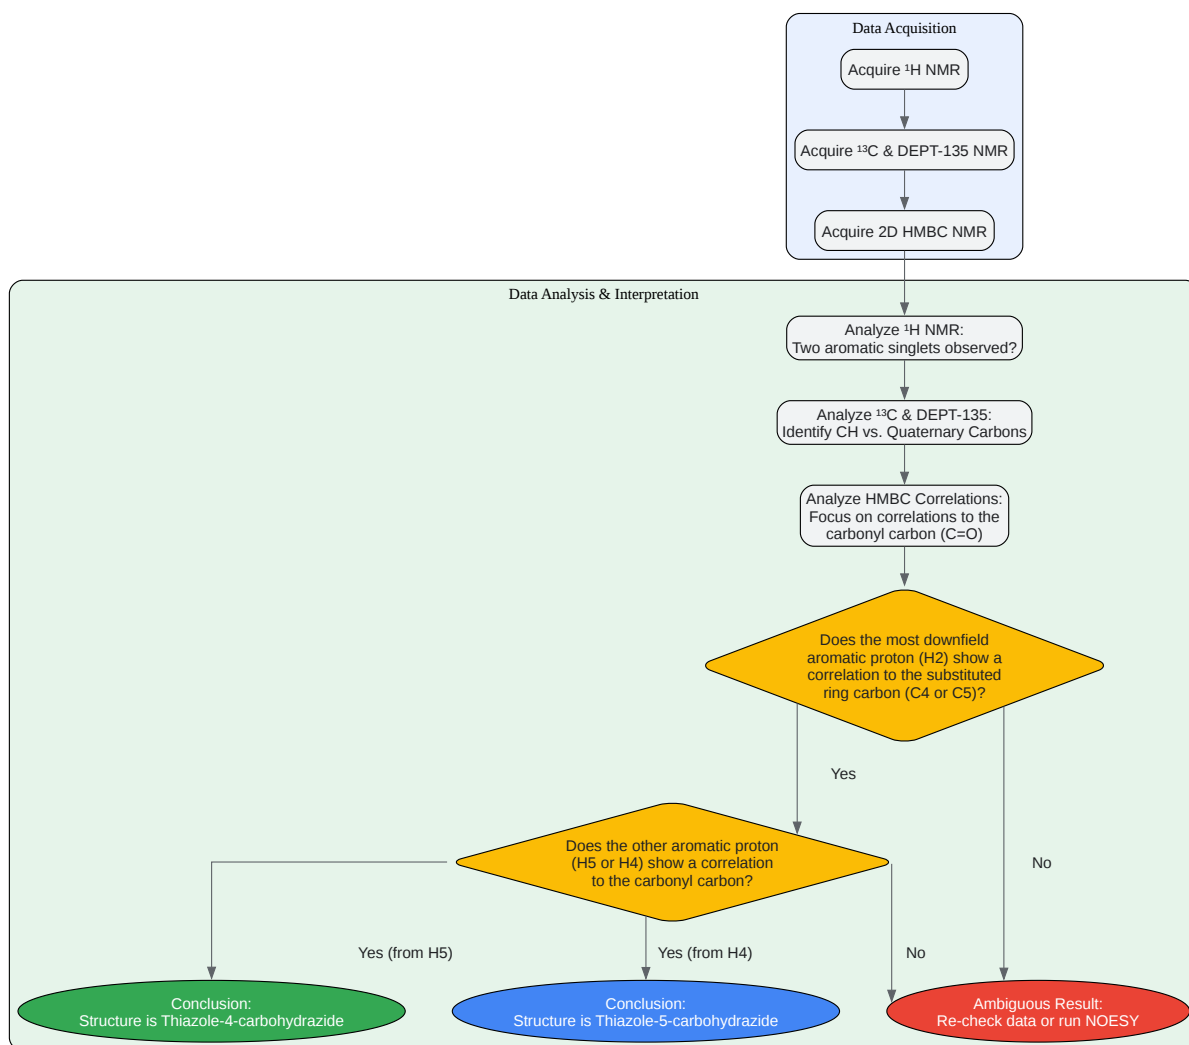 Data Acquisition
Acquire ¹H NMR
Acquire ¹³C & DEPT-135 NMR
Acquire 2D HMBC NMR
Data Analysis & Interpretation
Analyze ¹H NMR:
Two aromatic singlets observed?
Analyze ¹³C & DEPT-135:
Identify CH vs. Quaternary Carbons
Analyze HMBC Correlations:
Focus on correlations to the
carbonyl carbon (C=O)
Does the most downfield
aromatic proton (H2) show a
correlation to the substituted
ring carbon (C4 or C5)?
Yes
No
Does the other aromatic proton
(H5 or H4) show a correlation
to the carbonyl carbon?
Yes (from H5)
Yes (from H4)
No
Conclusion:
Structure is Thiazole-4-carbohydrazide
Conclusion:
Structure is Thiazole-5-carbohydrazide
Ambiguous Result:
Re-check data or run NOESY